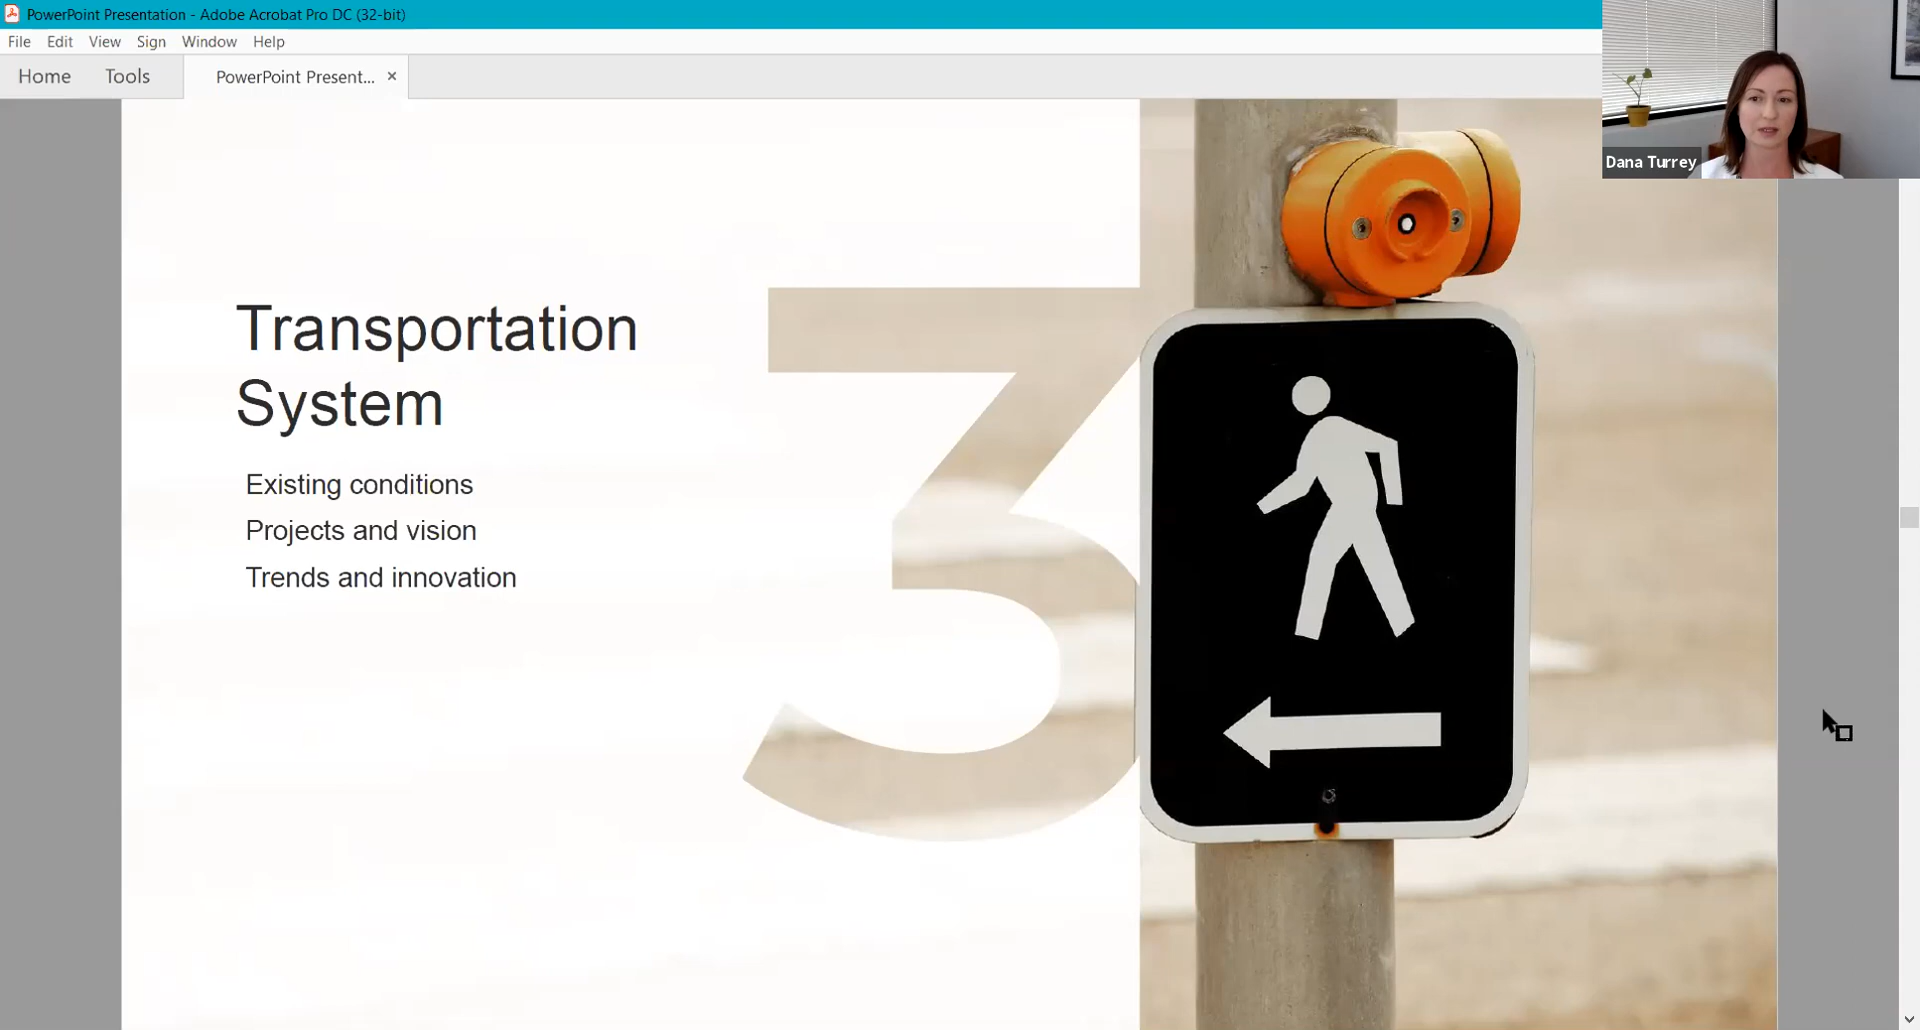 PowerPoint Presentation - Adobe Acrobat Pro DC (32-bit)
File Edit View Sign Window Help
Home Tools PowerPoint Present... ×
Dana Turrey
3
Transportation
System
Existing conditions
Projects and vision
Trends and innovation